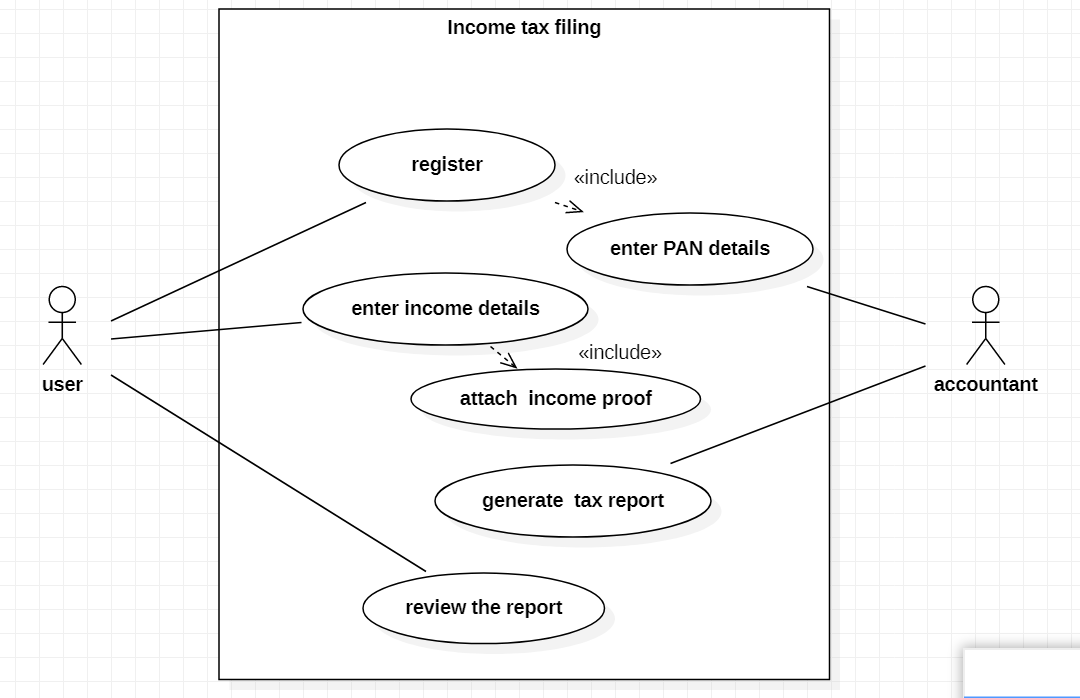 Income tax filing
register
«include»
enter PAN details
enter income details
«include»
user
accountant
attach  income proof
generate  tax report
review the report